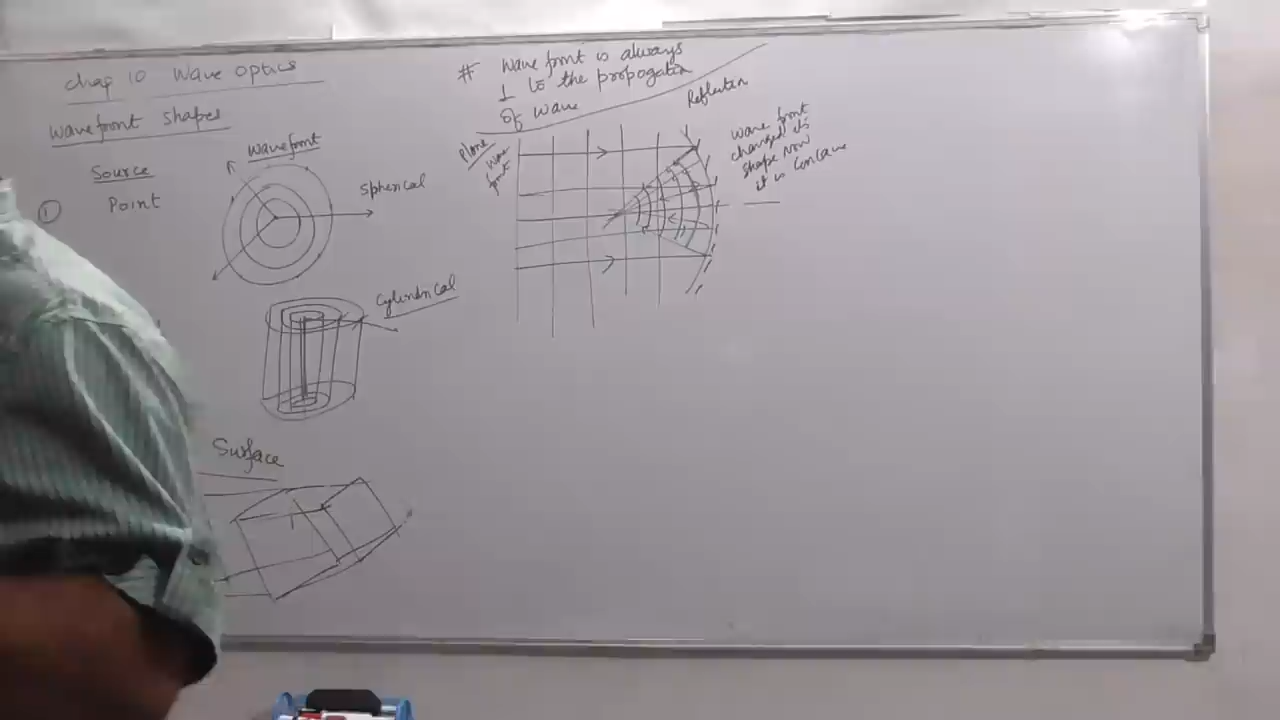 Chap 10 Wave optics
Wavefront shapes
Source
① Point
Wavefront
Spherical
Cylindrical
Surface
# Wave front is always
⊥ to the propogation
of wave
Reflection
Plane
wave
front
Wave front
changed its
shape now
it is concave